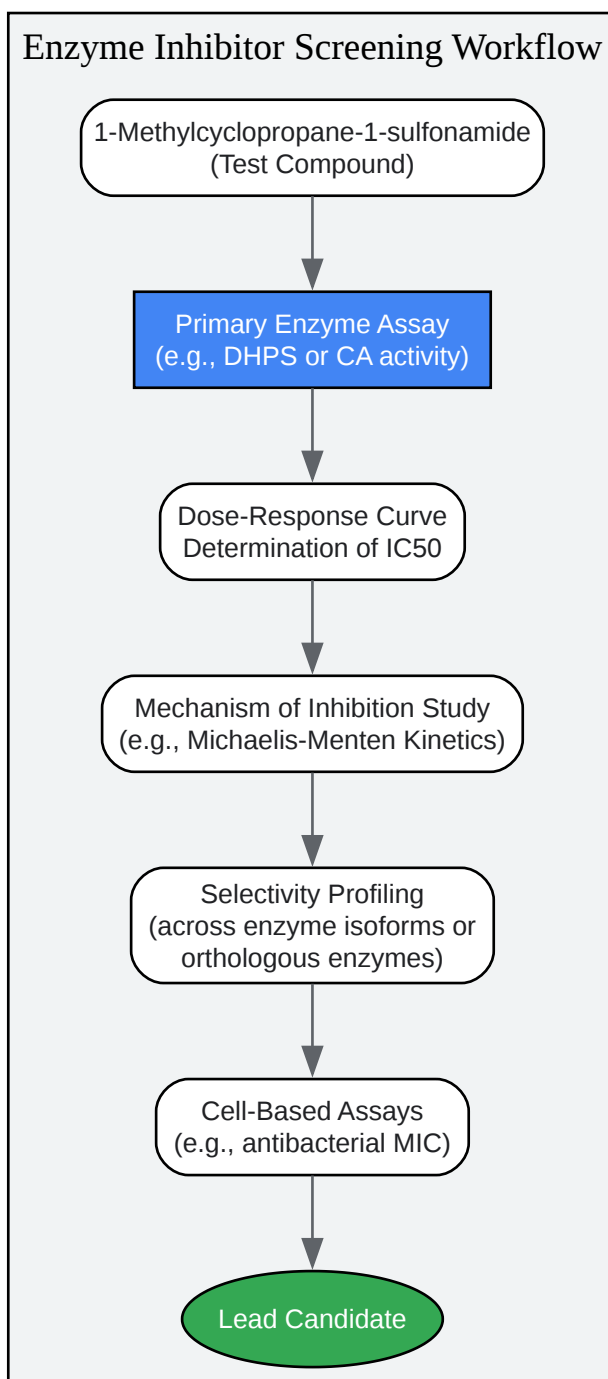 Enzyme Inhibitor Screening Workflow
1-Methylcyclopropane-1-sulfonamide
(Test Compound)
Primary Enzyme Assay
(e.g., DHPS or CA activity)
Dose-Response Curve
Determination of IC50
Mechanism of Inhibition Study
(e.g., Michaelis-Menten Kinetics)
Selectivity Profiling
(across enzyme isoforms or
orthologous enzymes)
Cell-Based Assays
(e.g., antibacterial MIC)
Lead Candidate